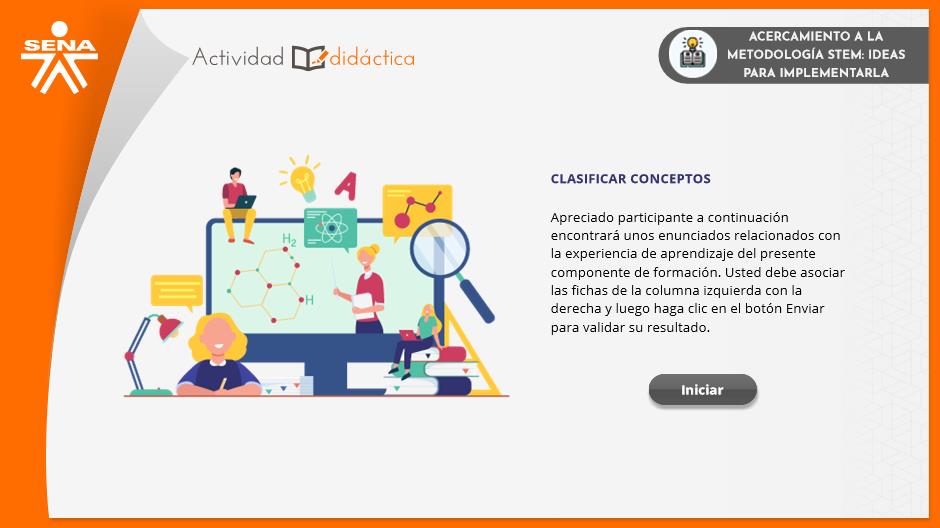 SENA
Actividad didáctica
ACERCAMIENTO A LA
METODOLOGÍA STEM: IDEAS
PARA IMPLEMENTARLA
A
H₂
H
CLASIFICAR CONCEPTOS
Apreciado participante a continuación
encontrará unos enunciados relacionados con
la experiencia de aprendizaje del presente
componente de formación. Usted debe asociar
las fichas de la columna izquierda con la
derecha y luego haga clic en el botón Enviar
para validar su resultado.
Iniciar